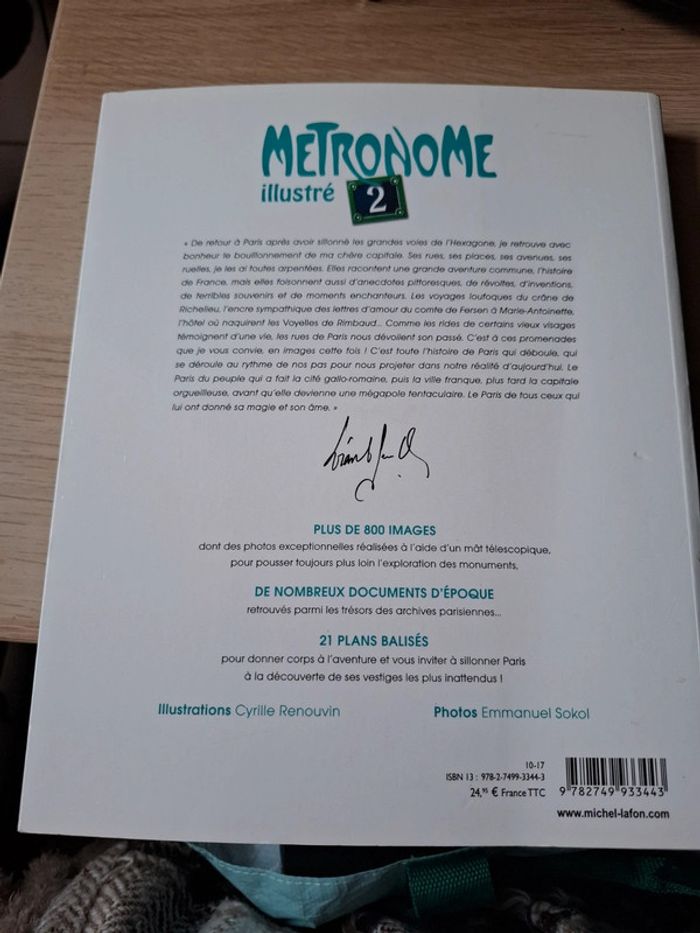 METRONOME
illustré 2
« De retour à Paris après avoir sillonné les grandes voies de l'Hexagone, je retrouve avec
bonheur le bouillonnement de ma chère capitale. Ses rues, ses places, ses avenues, ses
ruelles, je les ai toutes arpentées. Elles racontent une grande aventure commune, l'histoire
de France, mais elles foisonnent aussi d'anecdotes pittoresques, de révoltes, d'inventions,
de terribles souvenirs et de moments enchanteurs. Les voyages loufoques du crâne de
Richelieu, l'encre sympathique des lettres d'amour du comte de Fersen à Marie-Antoinette,
l'hôtel où naquirent les Voyelles de Rimbaud... Comme les rides de certains vieux visages
témoignent d'une vie, les rues de Paris nous dévoilent son passé. C'est à ces promenades
que je vous convie, en images cette fois ! C'est toute l'histoire de Paris qui déboule, qui
se déroule au rythme de nos pas pour nous projeter dans notre réalité d'aujourd'hui. Le
Paris du peuple qui a fait la cité gallo-romaine, puis la ville franque, plus tard la capitale
orgueilleuse, avant qu'elle devienne une mégapole tentaculaire. Le Paris de tous ceux qui
lui ont donné sa magie et son âme. »
PLUS DE 800 IMAGES
dont des photos exceptionnelles réalisées à l'aide d'un mât télescopique,
pour pousser toujours plus loin l'exploration des monuments,
DE NOMBREUX DOCUMENTS D'ÉPOQUE
retrouvés parmi les trésors des archives parisiennes...
21 PLANS BALISÉS
pour donner corps à l'aventure et vous inviter à sillonner Paris
à la découverte de ses vestiges les plus inattendus !
Illustrations Cyrille Renouvin Photos Emmanuel Sokol
10-17
ISBN 13 : 978-2-7499-3344-3
24,95 € France TTC
9 782749 933443
www.michel-lafon.com